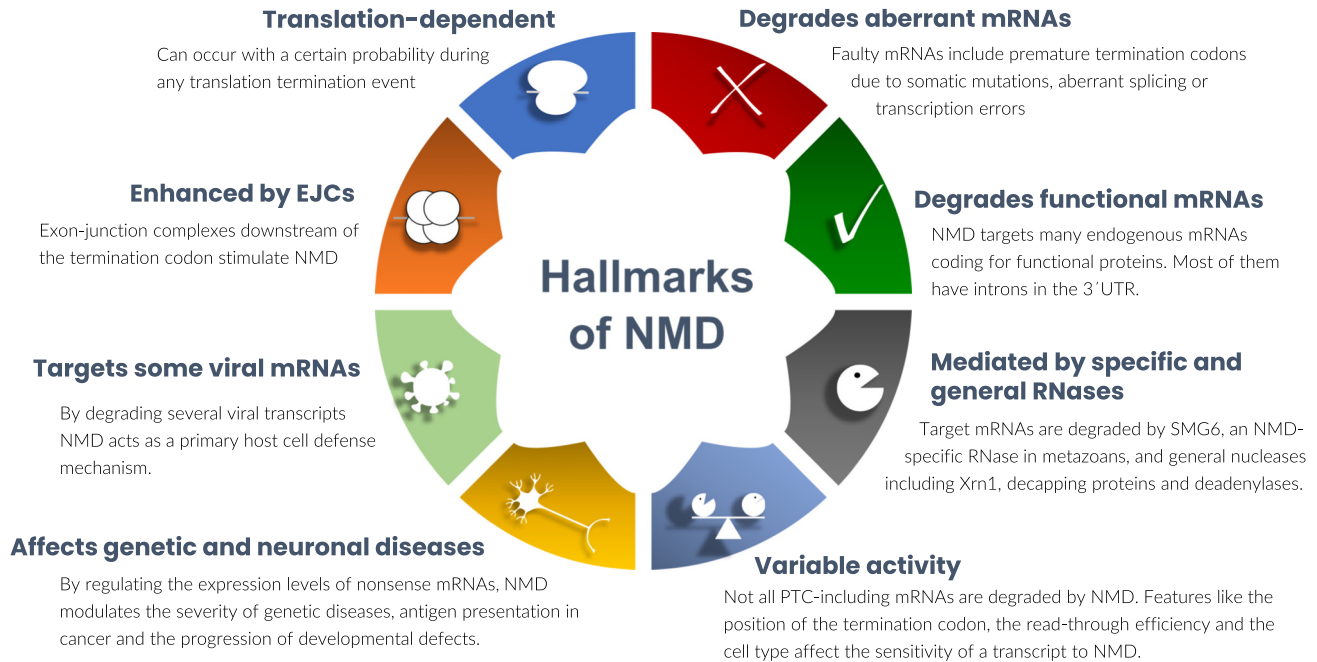 Translation-dependent
Can occur with a certain probability during
any translation termination event
Degrades aberrant mRNAs
Faulty mRNAs include premature termination codons
due to somatic mutations, aberrant splicing or
transcription errors
Enhanced by EJCs
Exon-junction complexes downstream of
the termination codon stimulate NMD
Degrades functional mRNAs
NMD targets many endogenous mRNAs
coding for functional proteins. Most of them
have introns in the 3´UTR.
Hallmarks
of NMD
Targets some viral mRNAs
By degrading several viral transcripts
NMD acts as a primary host cell defense
mechanism.
Mediated by specific and
general RNases
Target mRNAs are degraded by SMG6, an NMD-
specific RNase in metazoans, and general nucleases
including Xrn1, decapping proteins and deadenylases.
Affects genetic and neuronal diseases
By regulating the expression levels of nonsense mRNAs, NMD
modulates the severity of genetic diseases, antigen presentation in
cancer and the progression of developmental defects.
Variable activity
Not all PTC-including mRNAs are degraded by NMD. Features like the
position of the termination codon, the read-through efficiency and the
cell type affect the sensitivity of a transcript to NMD.